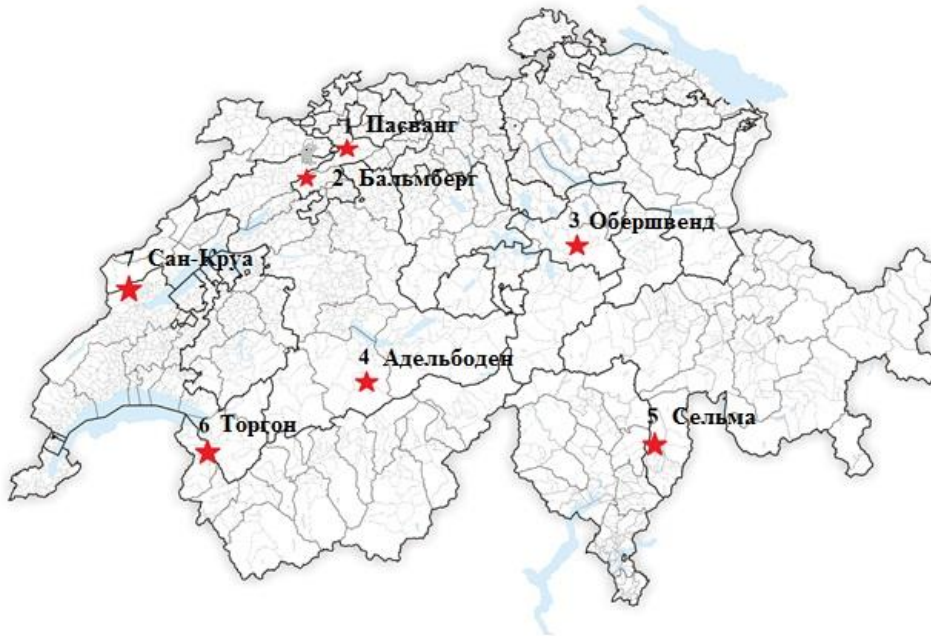 1 Пасванг
2 Бальмберг
3 Обершвенд
7 Сан-Круа
4 Адельбоден
6 Торгон
5 Сельма